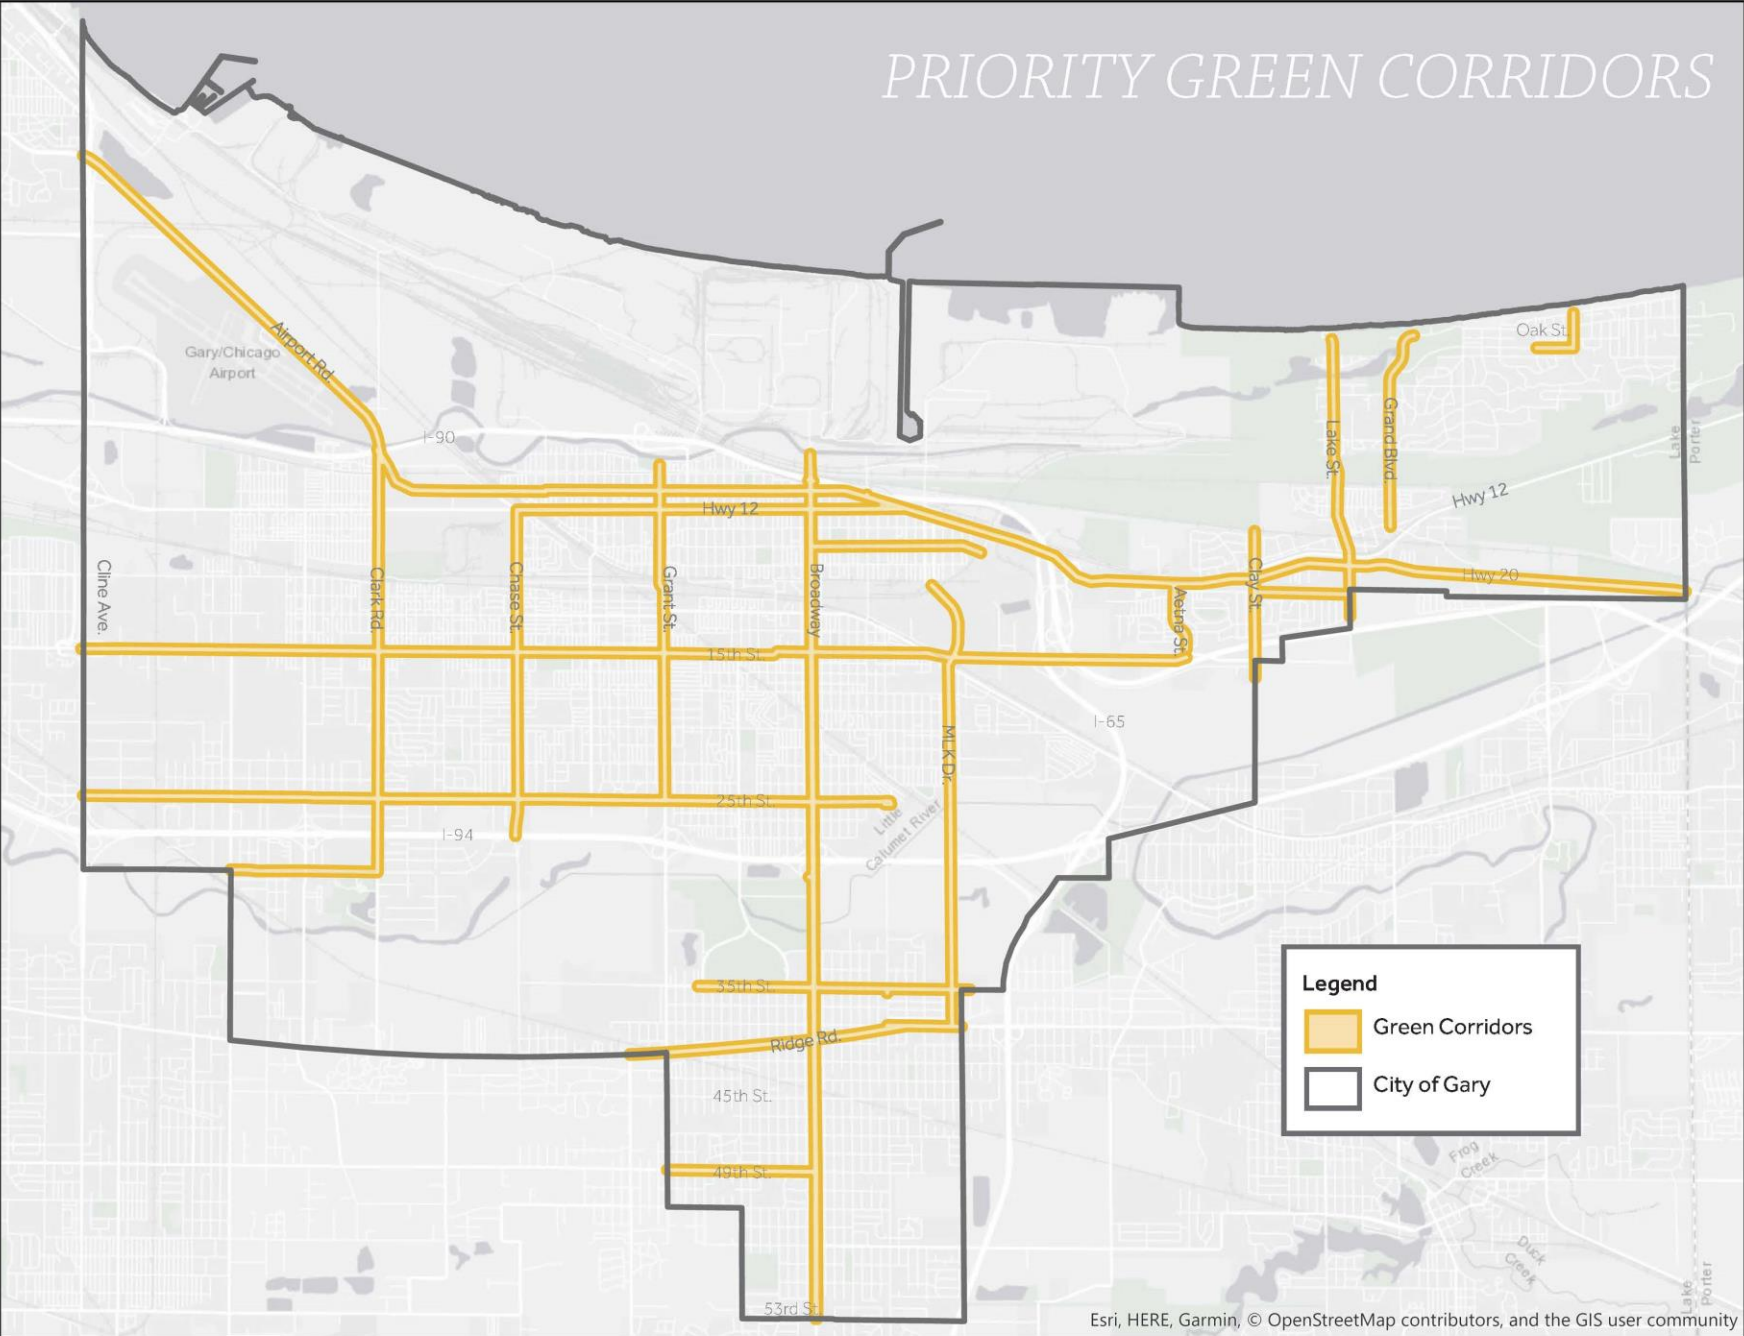 PRIORITY GREEN CORRIDORS
Oak St.
Airport Rd.
Gary/Chicago
Airport
I-90
Lake St.
Grand Blvd.
Lake
Porter
Hwy 12
Hwy 12
Cline Ave.
Clark Rd.
Chase St.
Grant St.
Broadway
Aetna St.
Clay St.
Hwy 20
15th St.
I-65
MLK Dr.
25th St.
Little
Calumet River
I-94
35th St.
Ridge Rd.
45th St.
49th St.
53rd St.
Legend
Green Corridors
City of Gary
Frog
Creek
Duck
Creek
Lake
Porter
Esri, HERE, Garmin, © OpenStreetMap contributors, and the GIS user community